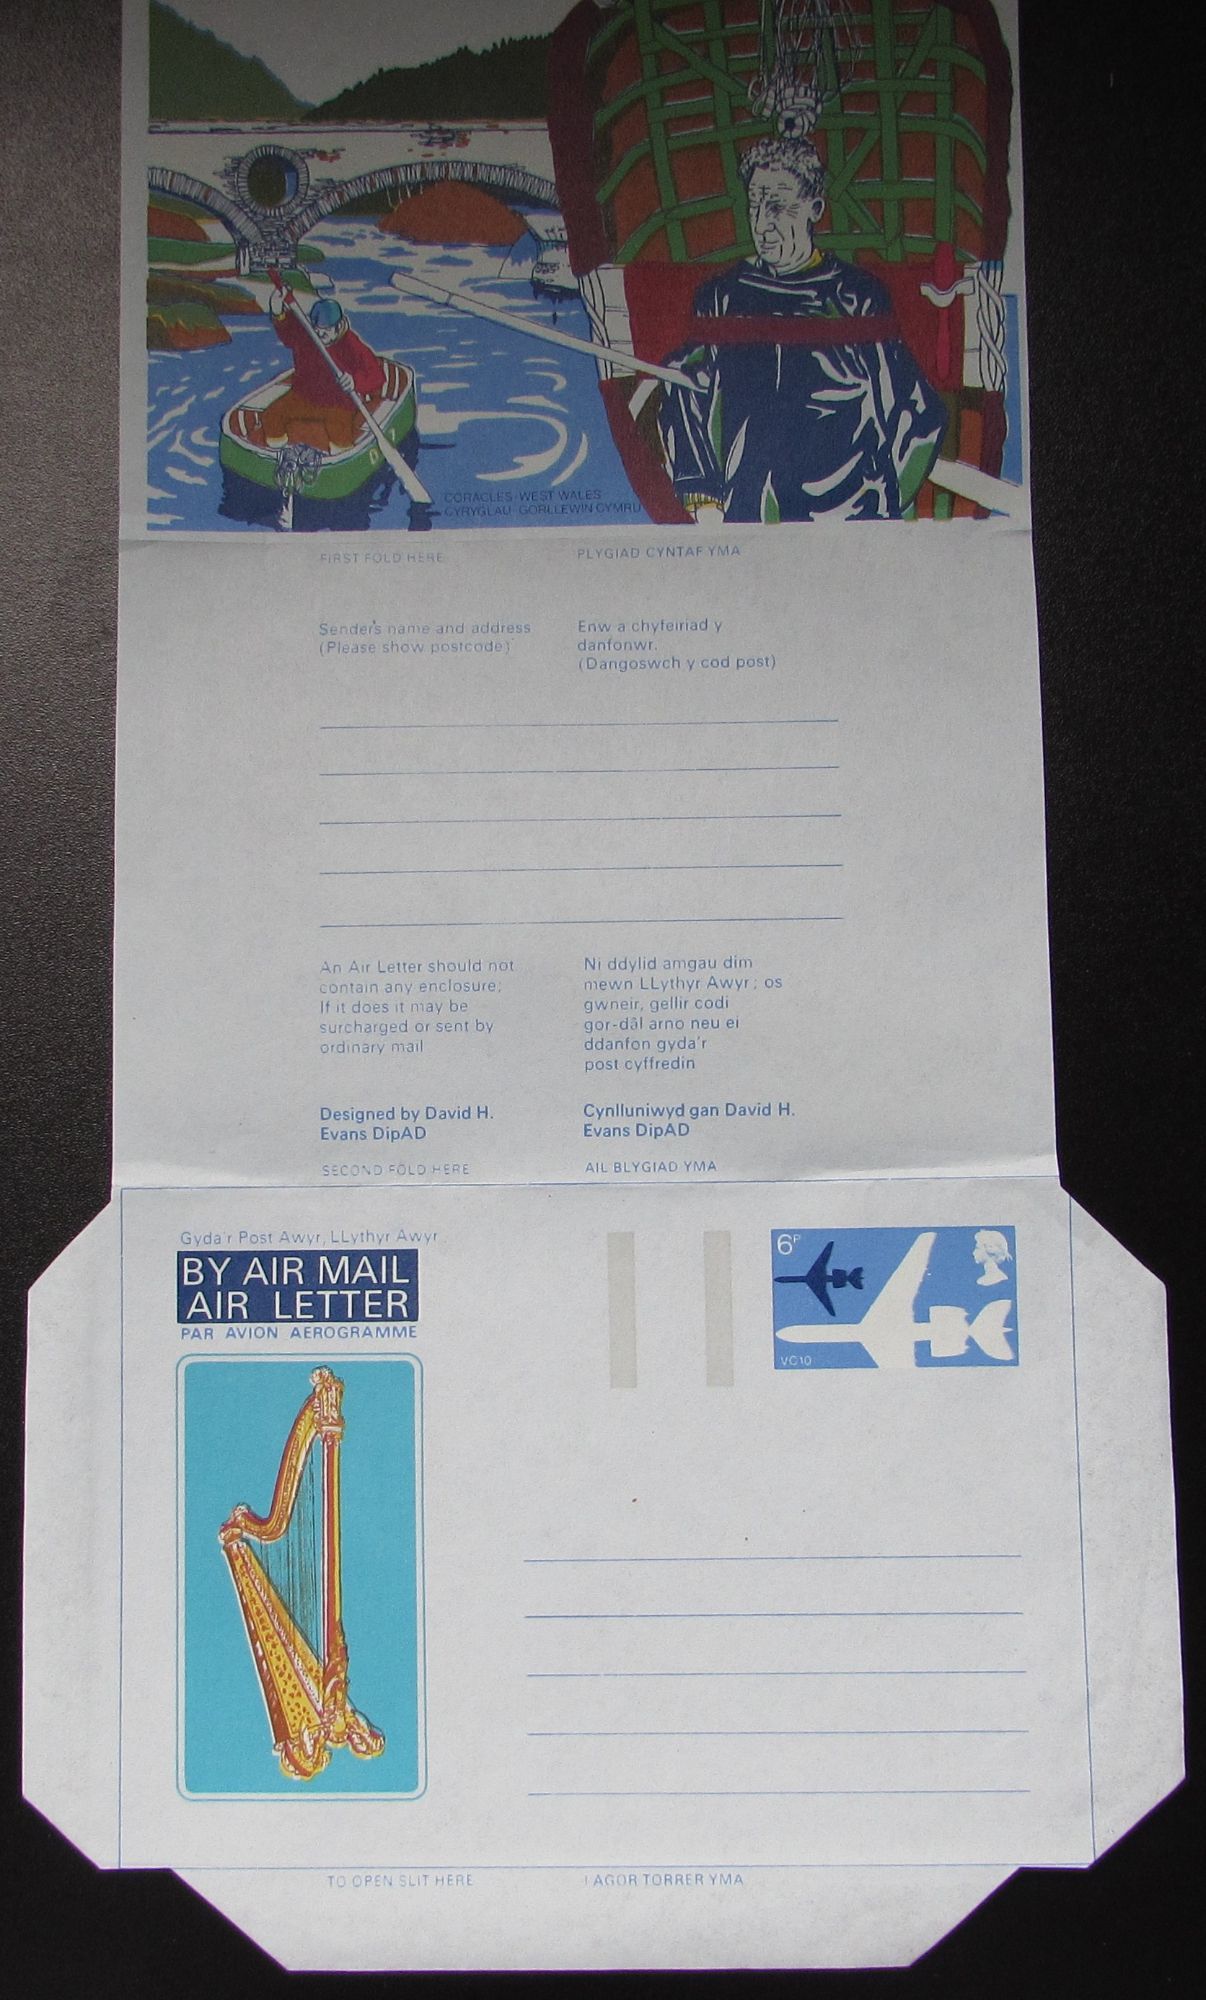 CORACLES·WEST WALES
CYRYGLAU·GORLLEWIN CYMRU
FIRST FOLD HERE
PLYGIAD CYNTAF YMA
Sender's name and address
(Please show postcode)
Enw a chyfeiriad y
danfonwr.
(Dangoswch y cod post)
An Air Letter should not
contain any enclosure;
If it does it may be
surcharged or sent by
ordinary mail
Ni ddylid amgau dim
mewn LLythyr Awyr; os
gwneir, gellir codi
gor-dâl arno neu ei
ddanfon gyda'r
post cyffredin
Designed by David H.
Evans DipAD
Cynlluniwyd gan David H.
Evans DipAD
SECOND FOLD HERE
AIL BLYGIAD YMA
Gyda'r Post Awyr, LLythyr Awyr
BY AIR MAIL
AIR LETTER
PAR AVION AEROGRAMME
6P
VC10
TO OPEN SLIT HERE
I AGOR TORRER YMA